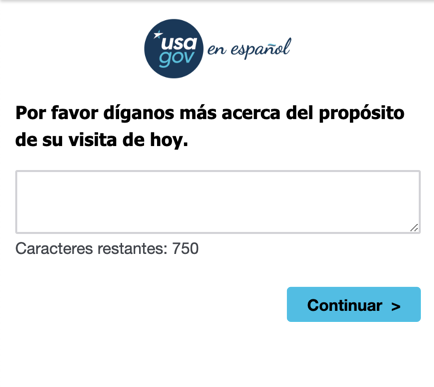 usa
gov
en español
Por favor díganos más acerca del propósito
de su visita de hoy.
Caracteres restantes: 750
Continuar >